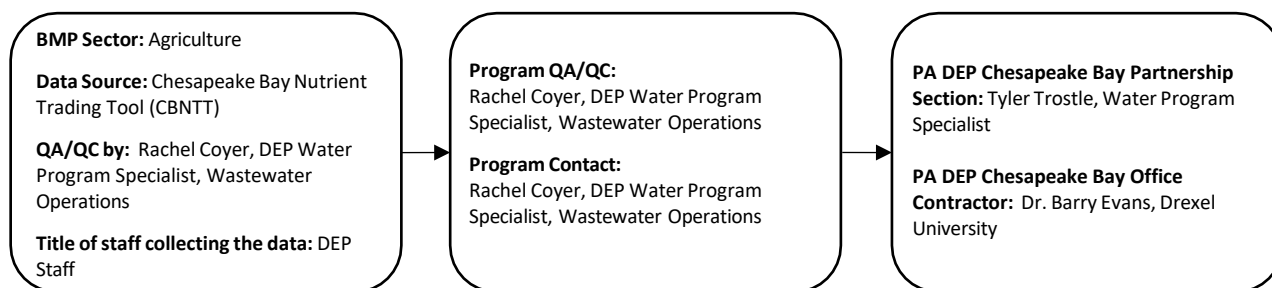 BMP Sector: Agriculture
Data Source: Chesapeake Bay Nutrient
Trading Tool (CBNTT)
QA/QC by: Rachel Coyer, DEP Water
Program Specialist, Wastewater
Operations
Title of staff collecting the data: DEP
Staff
Program QA/QC:
Rachel Coyer, DEP Water Program
Specialist, Wastewater Operations
Program Contact:
Rachel Coyer, DEP Water Program
Specialist, Wastewater Operations
PA DEP Chesapeake Bay Partnership
Section: Tyler Trostle, Water Program
Specialist
PA DEP Chesapeake Bay Office
Contractor: Dr. Barry Evans, Drexel
University